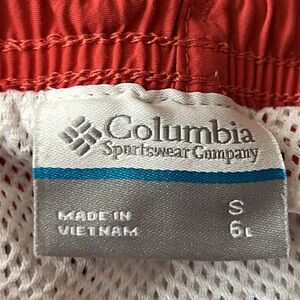 Columbia
Sportswear Company
MADE IN
VIETNAM
S
6L